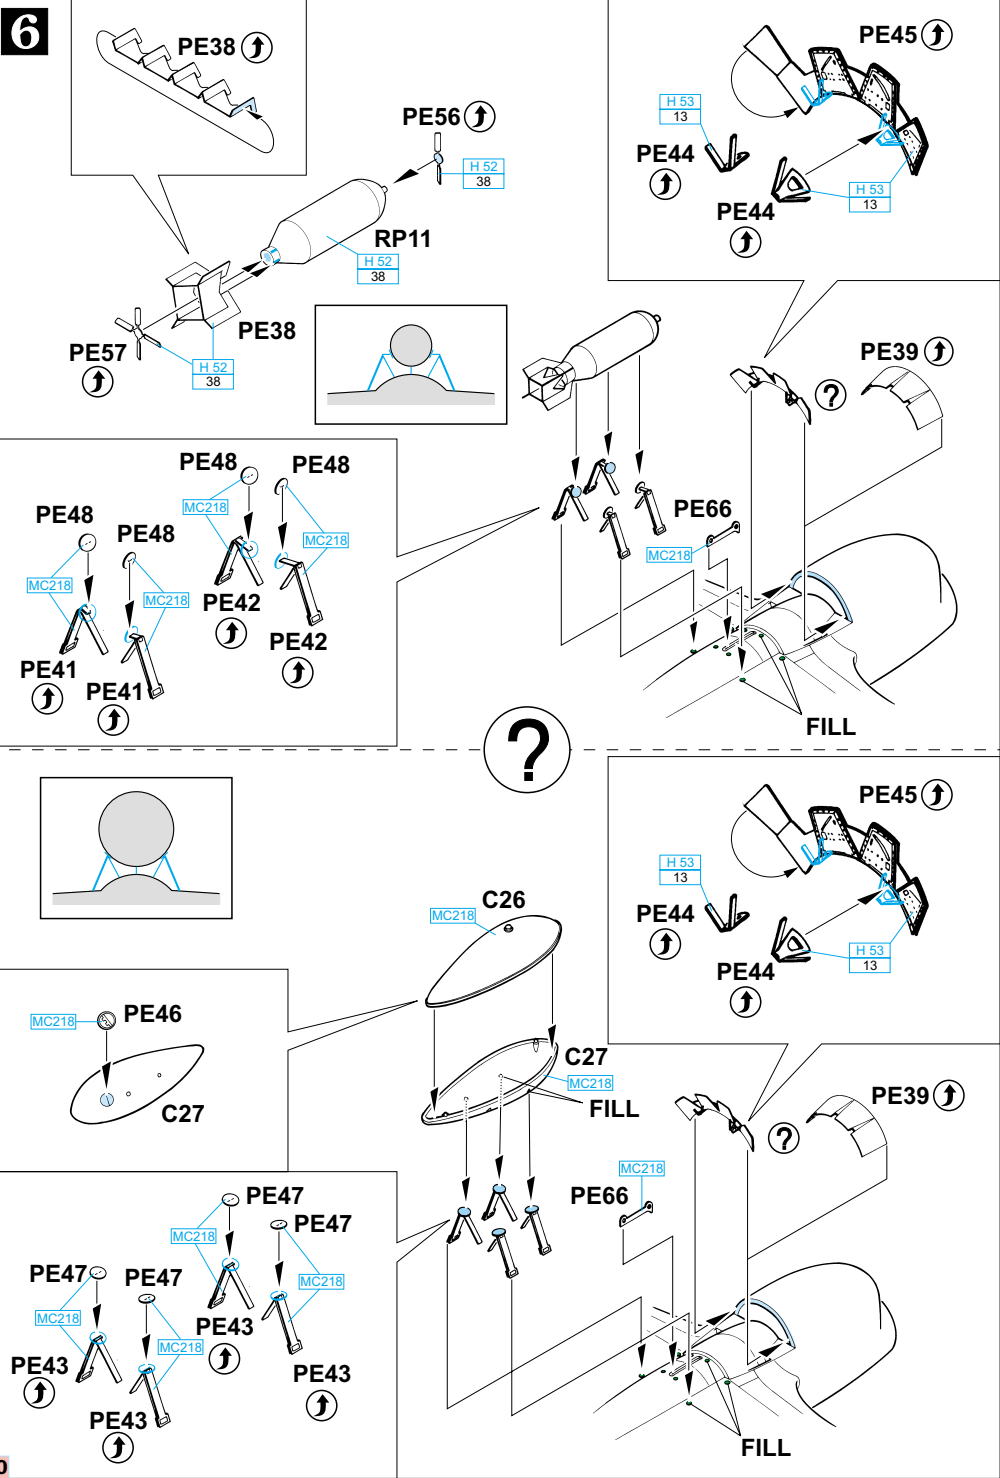 6
PE38
PE56
H 52
38
RP11
H 52
38
PE38
PE57
H 52
38
PE45
H 53
13
PE44
PE44
H 53
13
PE39
?
PE48
PE48
MC218
MC218
PE48
PE48
MC218
MC218
PE42
PE42
PE41
PE41
PE66
MC218
FILL
?
PE45
H 53
13
PE44
PE44
H 53
13
C26
MC218
PE46
MC218
C27
C27
MC218
FILL
PE39
?
PE66
MC218
PE47
PE47
MC218
MC218
PE47
PE47
MC218
MC218
PE43
PE43
PE43
PE43
FILL
0